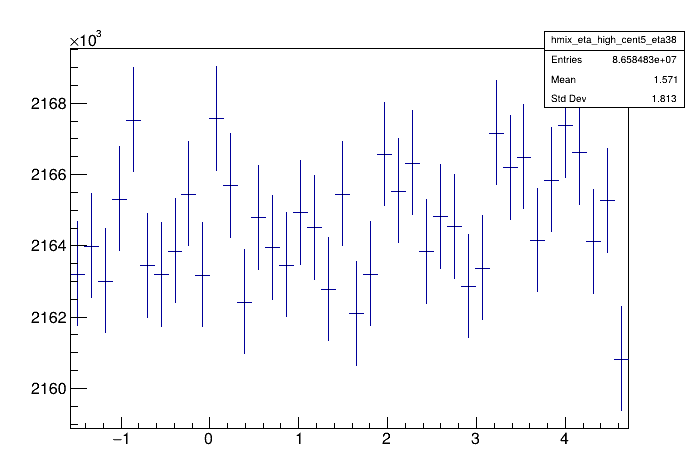 ×10³
hmix_eta_high_cent5_eta38
Entries 8.658483e+07
Mean 1.571
Std Dev 1.813
2168
2166
2164
2162
2160
−1 0 1 2 3 4